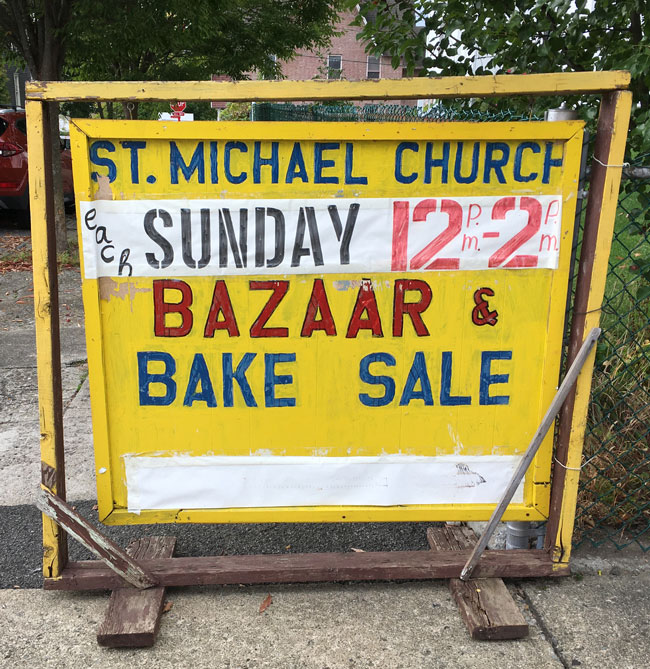 ST. MICHAEL CHURCH
each SUNDAY 12 P.M.-2 P.M.
BAZAAR &
BAKE SALE